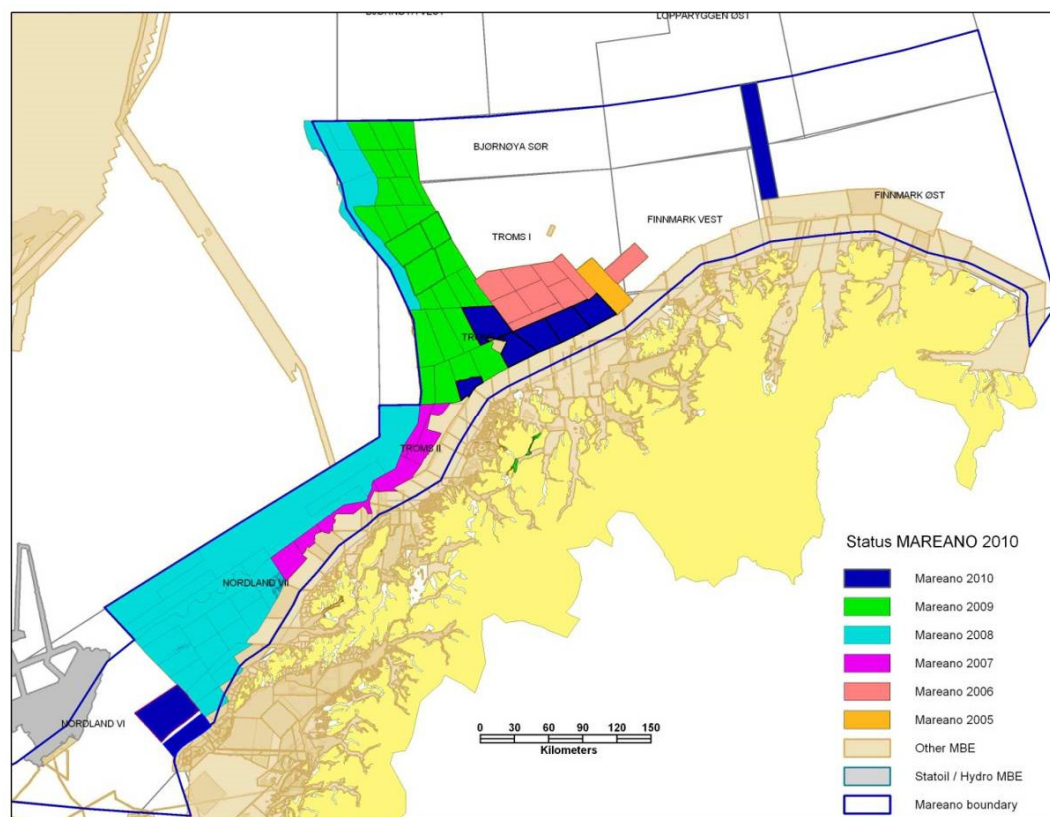 LOPPARYGGEN ØST
BJØRNØYA SØR
FINNMARK ØST
FINNMARK VEST
TROMS I
TROMS II
NORDLAND VII
NORDLAND VI
Status MAREANO 2010
Mareano 2010
Mareano 2009
Mareano 2008
Mareano 2007
Mareano 2006
Mareano 2005
Other MBE
Statoil / Hydro MBE
Mareano boundary
0 30 60 90 120 150
Kilometers